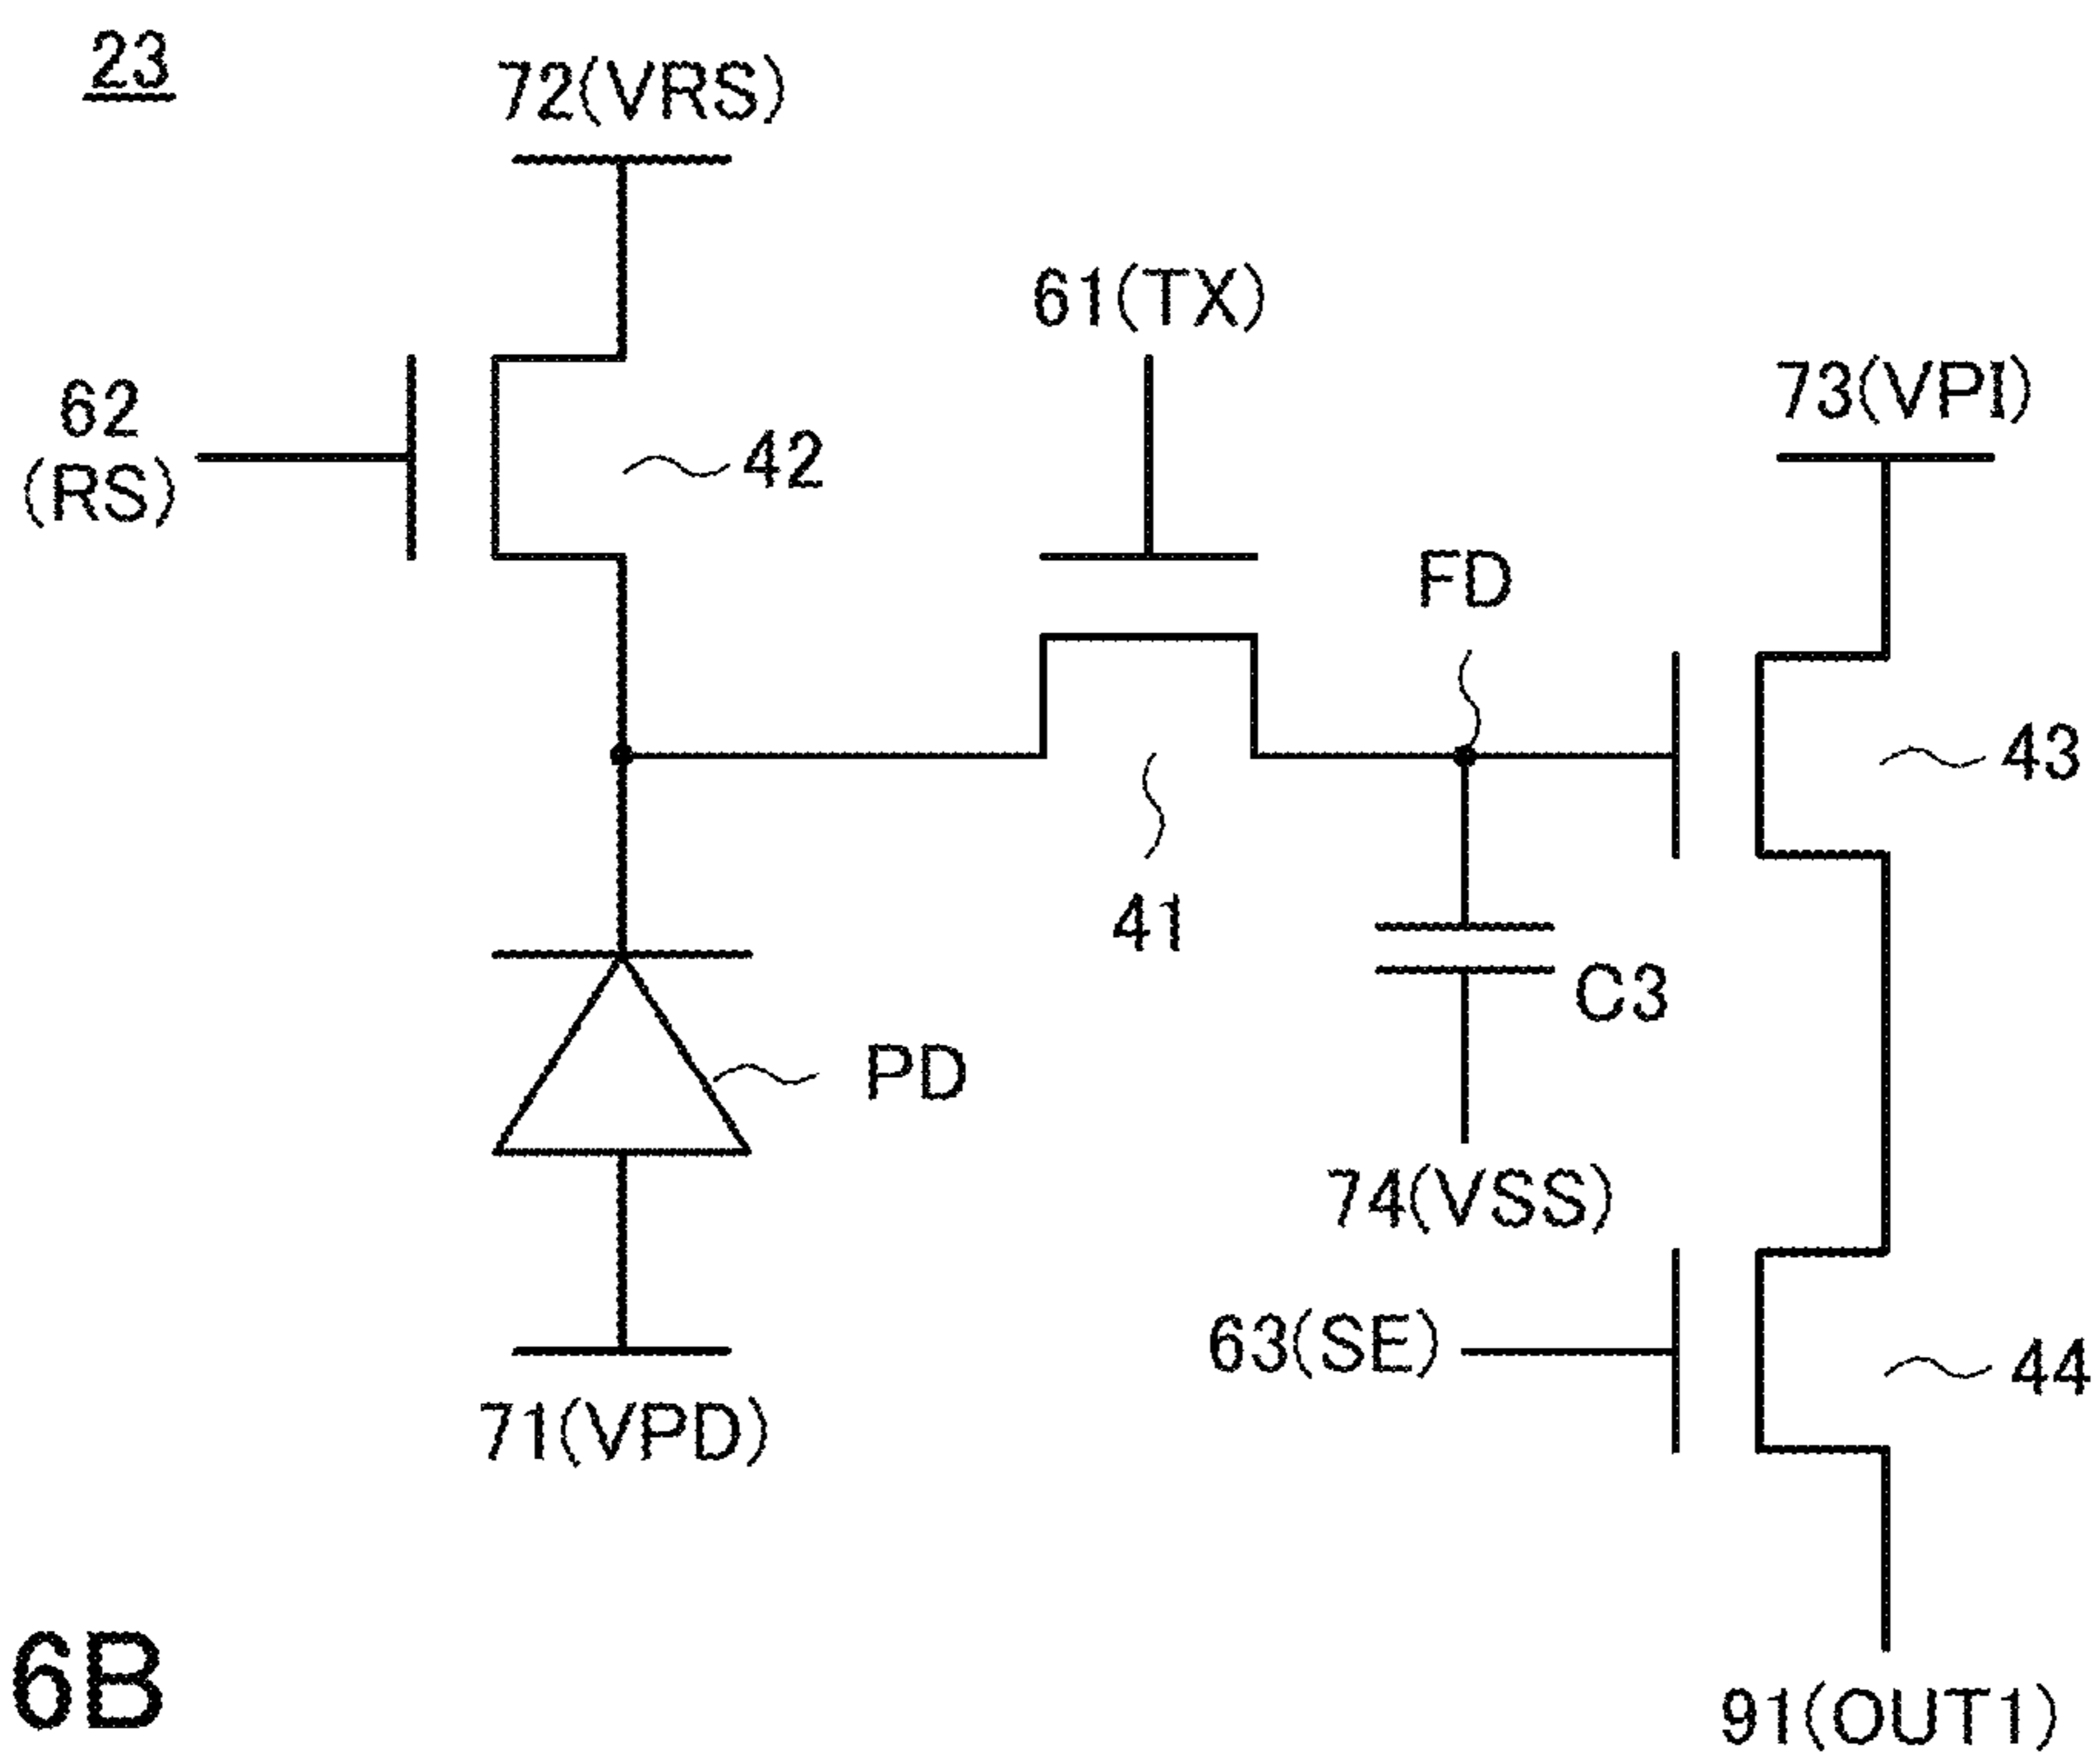 23
72(VRS)
61(TX)
73(VPI)
62
(RS)
42
FD
43
41
C3
PD
74(VSS)
63(SE)
44
71(VPD)
6B
91(OUT1)